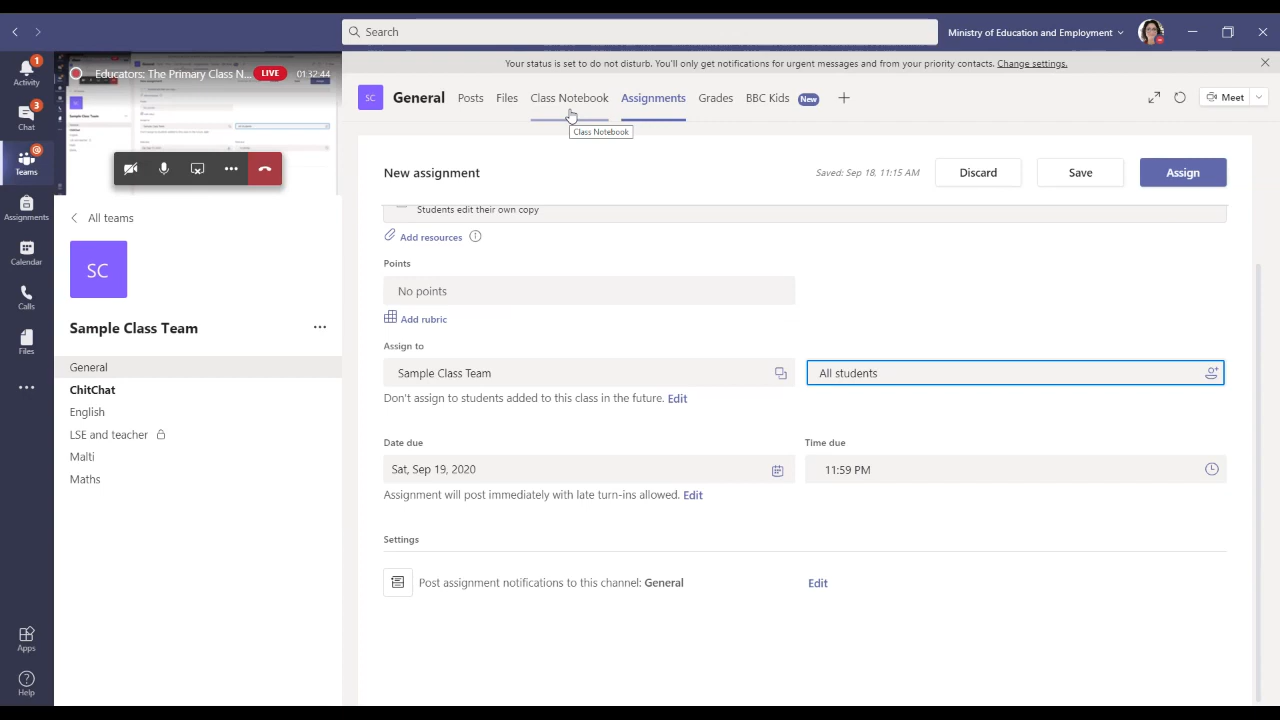 Search
Ministry of Education and Employment
Activity
1
Chat
3
Teams
Assignments
Calendar
Calls
Files
Apps
Help
Educators: The Primary Class N...
LIVE
01:32:44
All teams
SC
Sample Class Team
General
ChitChat
English
LSE and teacher
Malti
Maths
Your status is set to do not disturb. You'll only get notifications for urgent messages and from your priority contacts. Change settings.
SC
General
Posts
Files
Class Notebook
Assignments
Grades
BBC Kids
New
Meet
Class Notebook
New assignment
Saved: Sep 18, 11:15 AM
Discard
Save
Assign
Students edit their own copy
Add resources
Points
No points
Add rubric
Assign to
Sample Class Team
All students
Don't assign to students added to this class in the future. Edit
Date due
Time due
Sat, Sep 19, 2020
11:59 PM
Assignment will post immediately with late turn-ins allowed. Edit
Settings
Post assignment notifications to this channel: General
Edit